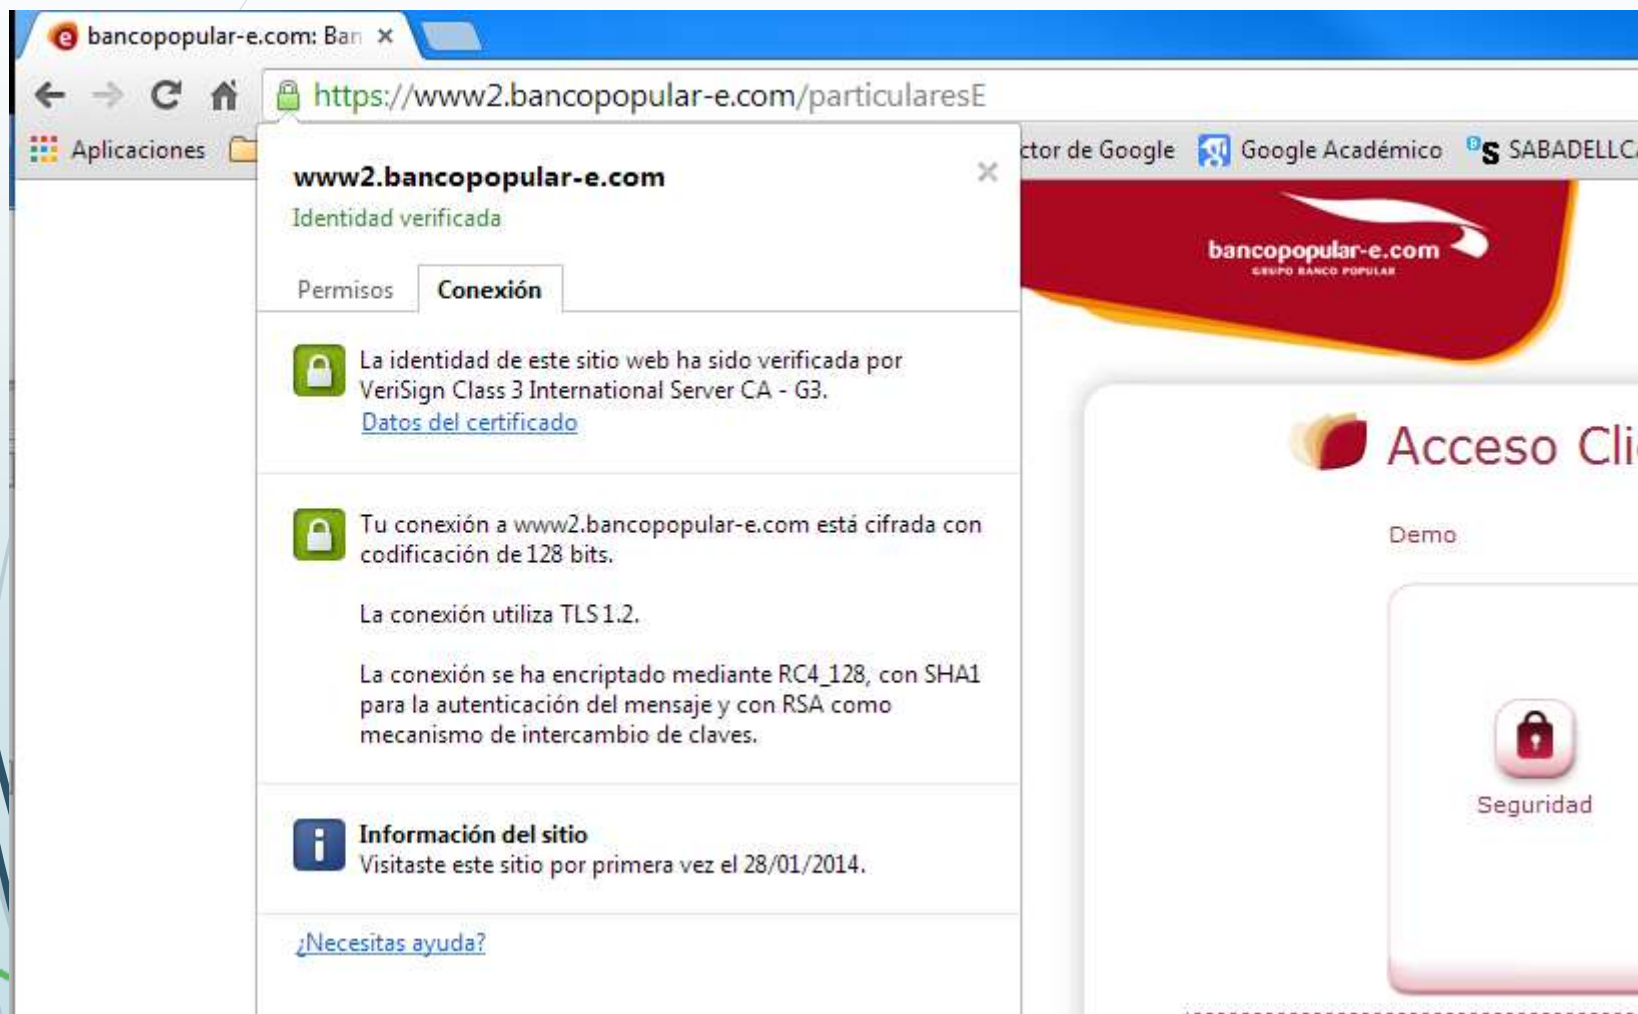 bancopopular-e.com: Ban
https://www2.bancopopular-e.com/particularesE
Aplicaciones
ctor de Google
Google Académico
BS SABADELLCA
www2.bancopopular-e.com
Identidad verificada
Permisos
Conexión
La identidad de este sitio web ha sido verificada por
VeriSign Class 3 International Server CA - G3.
Datos del certificado
Tu conexión a www2.bancopopular-e.com está cifrada con
codificación de 128 bits.
La conexión utiliza TLS 1.2.
La conexión se ha encriptado mediante RC4_128, con SHA1
para la autenticación del mensaje y con RSA como
mecanismo de intercambio de claves.
Información del sitio
Visitaste este sitio por primera vez el 28/01/2014.
¿Necesitas ayuda?
bancopopular-e.com
GRUPO BANCO POPULAR
Acceso Cli
Demo
Seguridad